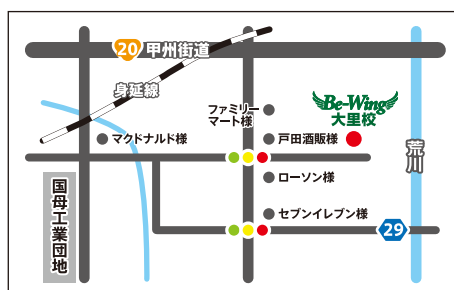 20 甲州街道
身延線
ファミリー
マート様
Be-Wing
大里校
マクドナルド様
戸田酒販様
荒川
ローソン様
国母工業団地
セブンイレブン様
29